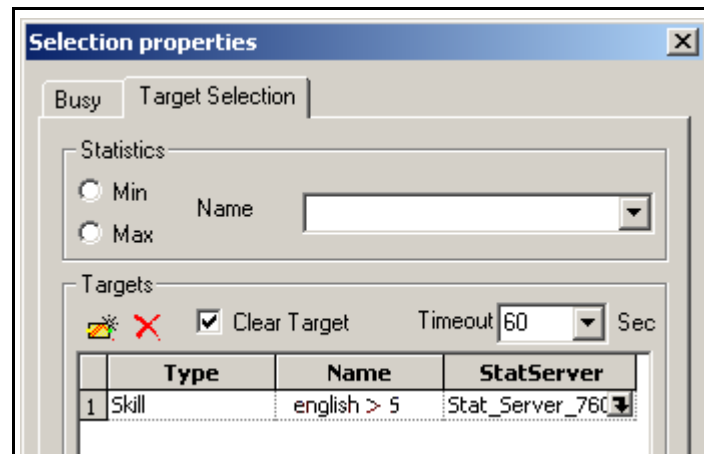 Selection properties
Busy Target Selection
Statistics
Min
Name
Max
Targets
Clear Target Timeout 60 Sec
Type Name StatServer
1 Skill english > 5 Stat_Server_760